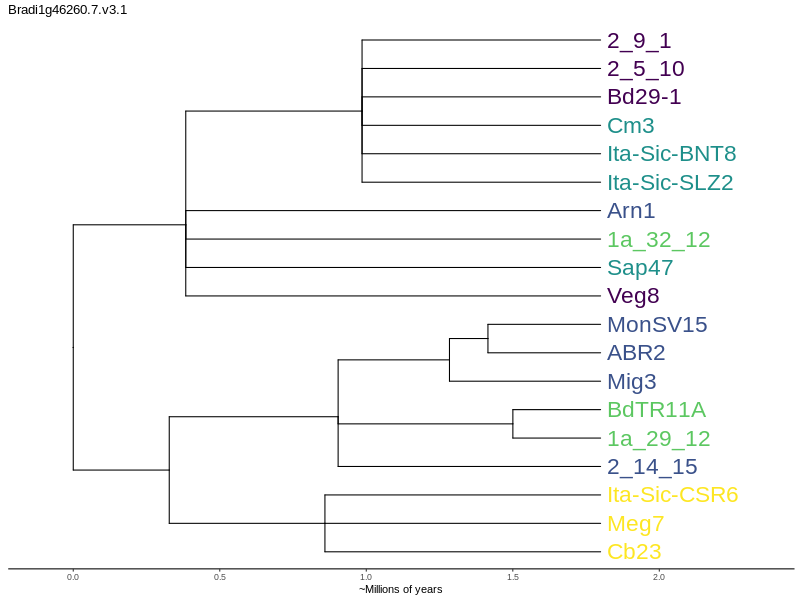 Bradi1g46260.7.v3.1
2_9_1
2_5_10
Bd29-1
Cm3
Ita-Sic-BNT8
Ita-Sic-SLZ2
Arn1
1a_32_12
Sap47
Veg8
MonSV15
ABR2
Mig3
BdTR11A
1a_29_12
2_14_15
Ita-Sic-CSR6
Meg7
Cb23
0.0 0.5 1.0 1.5 2.0
~Millions of years